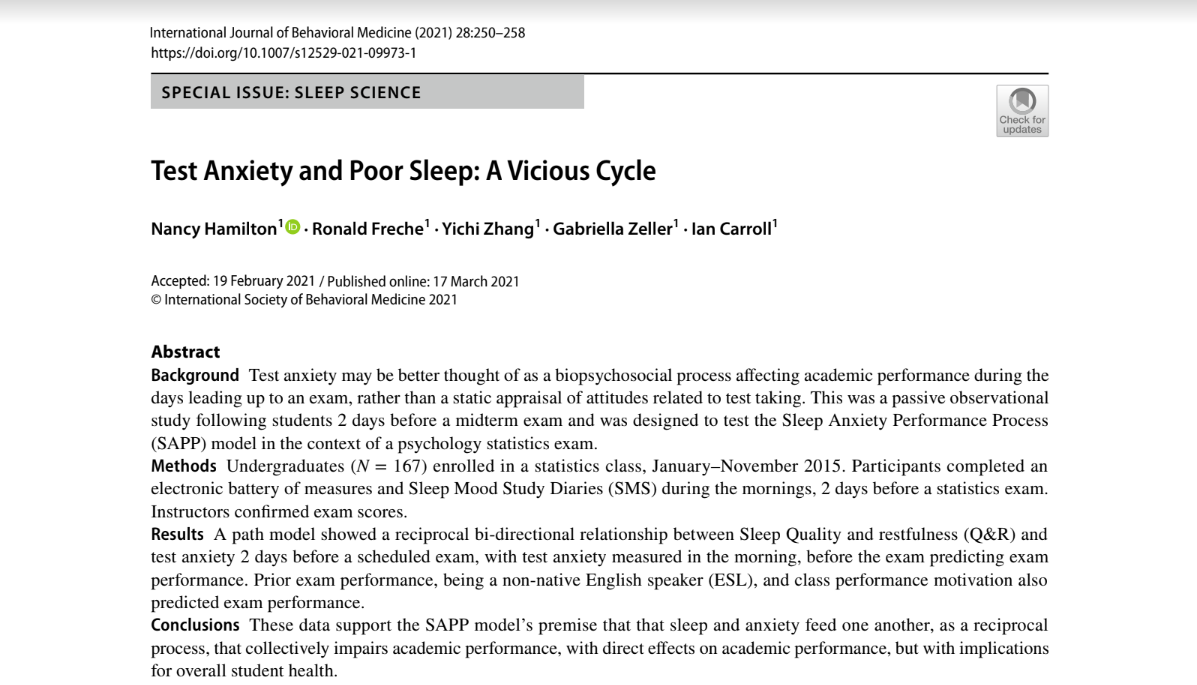 International Journal of Behavioral Medicine (2021) 28:250–258
https://doi.org/10.1007/s12529-021-09973-1
SPECIAL ISSUE: SLEEP SCIENCE
Check for
updates
Test Anxiety and Poor Sleep: A Vicious Cycle
Nancy Hamilton1 iD · Ronald Freche1 · Yichi Zhang1 · Gabriella Zeller1 · Ian Carroll1
Accepted: 19 February 2021 / Published online: 17 March 2021
© International Society of Behavioral Medicine 2021
Abstract
Background Test anxiety may be better thought of as a biopsychosocial process affecting academic performance during the
days leading up to an exam, rather than a static appraisal of attitudes related to test taking. This was a passive observational
study following students 2 days before a midterm exam and was designed to test the Sleep Anxiety Performance Process
(SAPP) model in the context of a psychology statistics exam.
Methods Undergraduates (N = 167) enrolled in a statistics class, January–November 2015. Participants completed an
electronic battery of measures and Sleep Mood Study Diaries (SMS) during the mornings, 2 days before a statistics exam.
Instructors confirmed exam scores.
Results A path model showed a reciprocal bi-directional relationship between Sleep Quality and restfulness (Q&R) and
test anxiety 2 days before a scheduled exam, with test anxiety measured in the morning, before the exam predicting exam
performance. Prior exam performance, being a non-native English speaker (ESL), and class performance motivation also
predicted exam performance.
Conclusions These data support the SAPP model's premise that that sleep and anxiety feed one another, as a reciprocal
process, that collectively impairs academic performance, with direct effects on academic performance, but with implications
for overall student health.